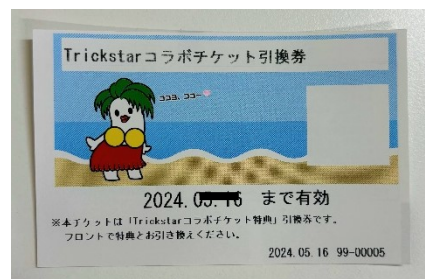 Trickstarコラボチケット引換券
ココヨ、ココー
2024. まで有効
※本チケットは「Trickstarコラボチケット特典」引換券です。
フロントで特典とお引き換えください。
2024.05.16 99-00005